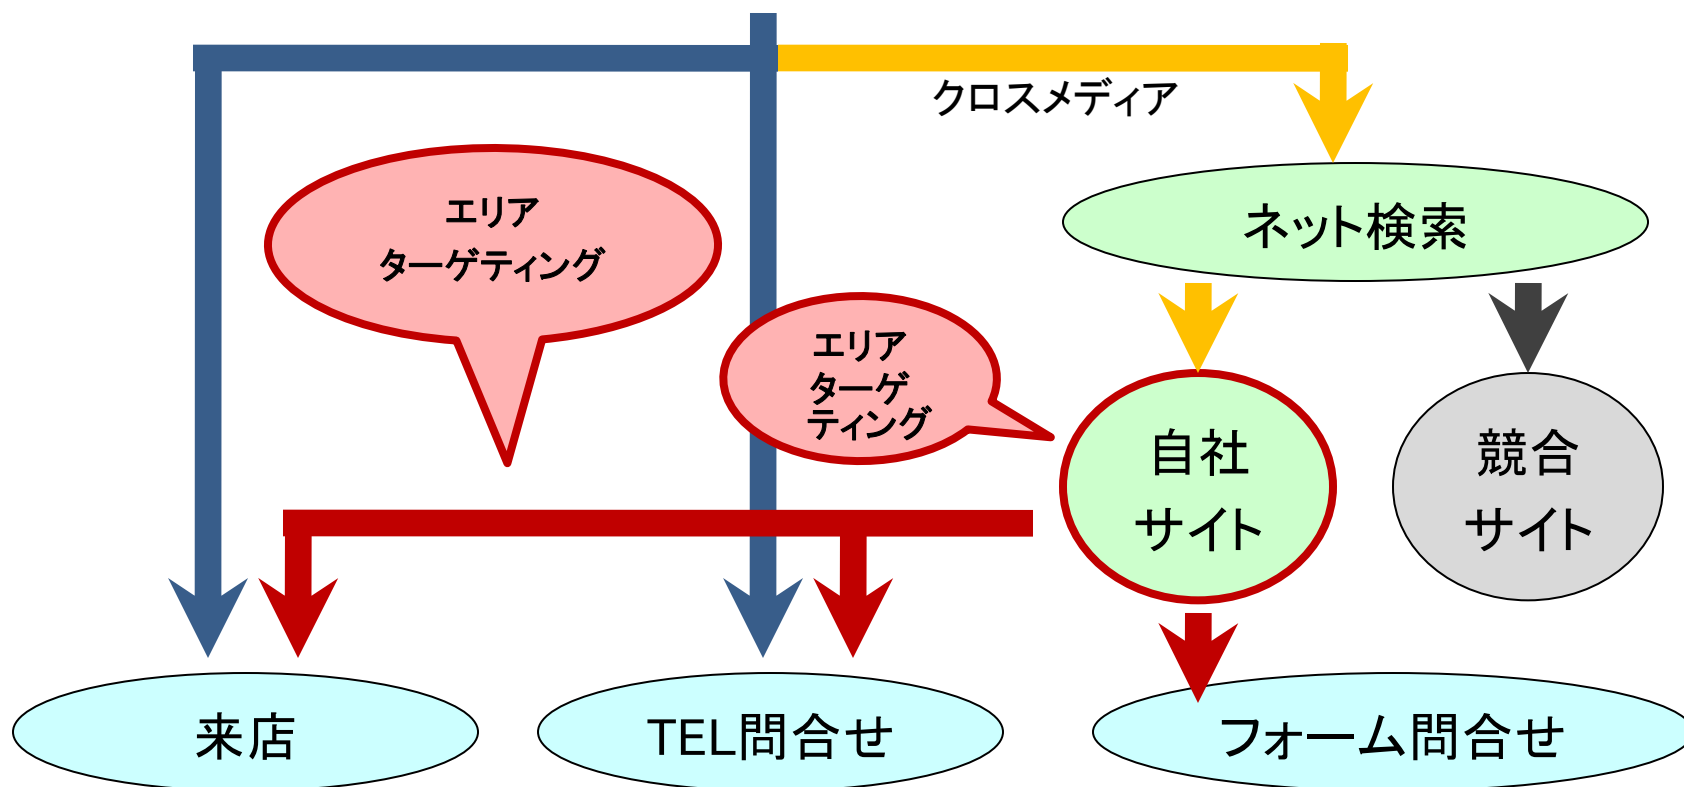 クロスメディア
エリア
ターゲティング
ネット検索
エリア
ターゲ
ティング
自社
サイト
競合
サイト
来店
TEL問合せ
フォーム問合せ